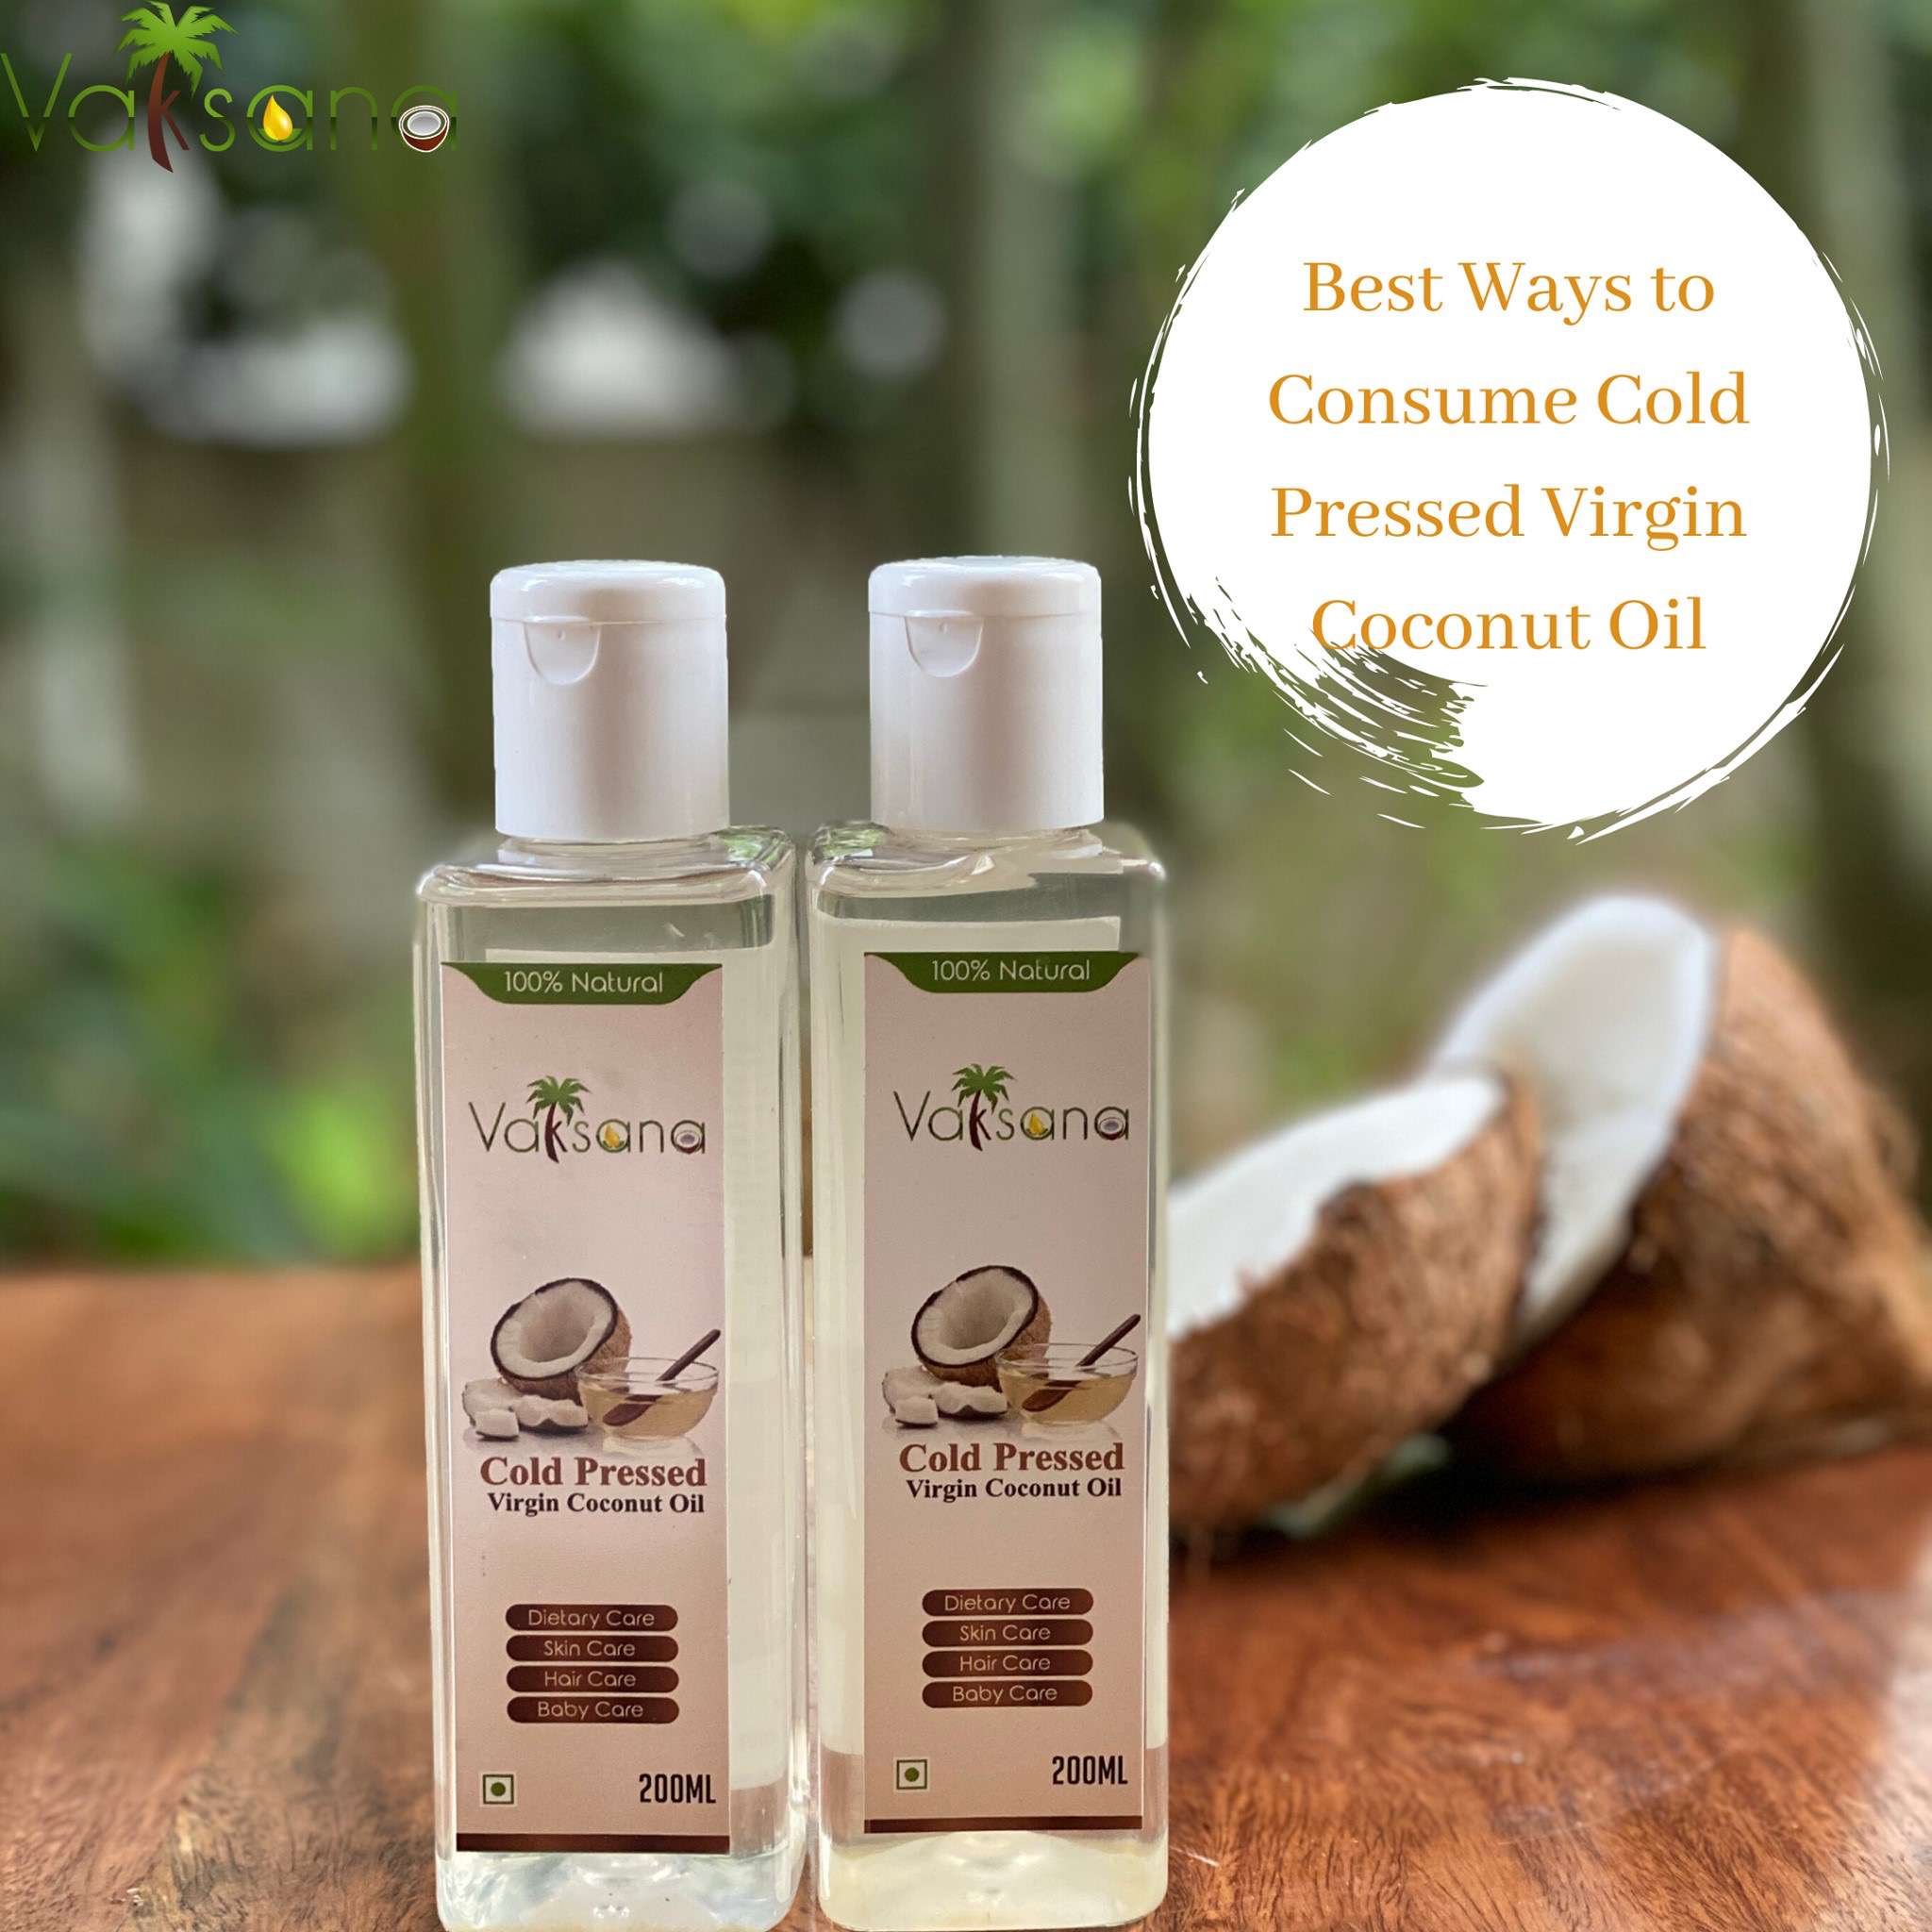 Vaksana
Best Ways to
Consume Cold
Pressed Virgin
Coconut Oil
100% Natural
Vaksana
Cold Pressed
Virgin Coconut Oil
Dietary Care
Skin Care
Hair Care
Baby Care
200ML
100% Natural
Vaksana
Cold Pressed
Virgin Coconut Oil
Dietary Care
Skin Care
Hair Care
Baby Care
200ML